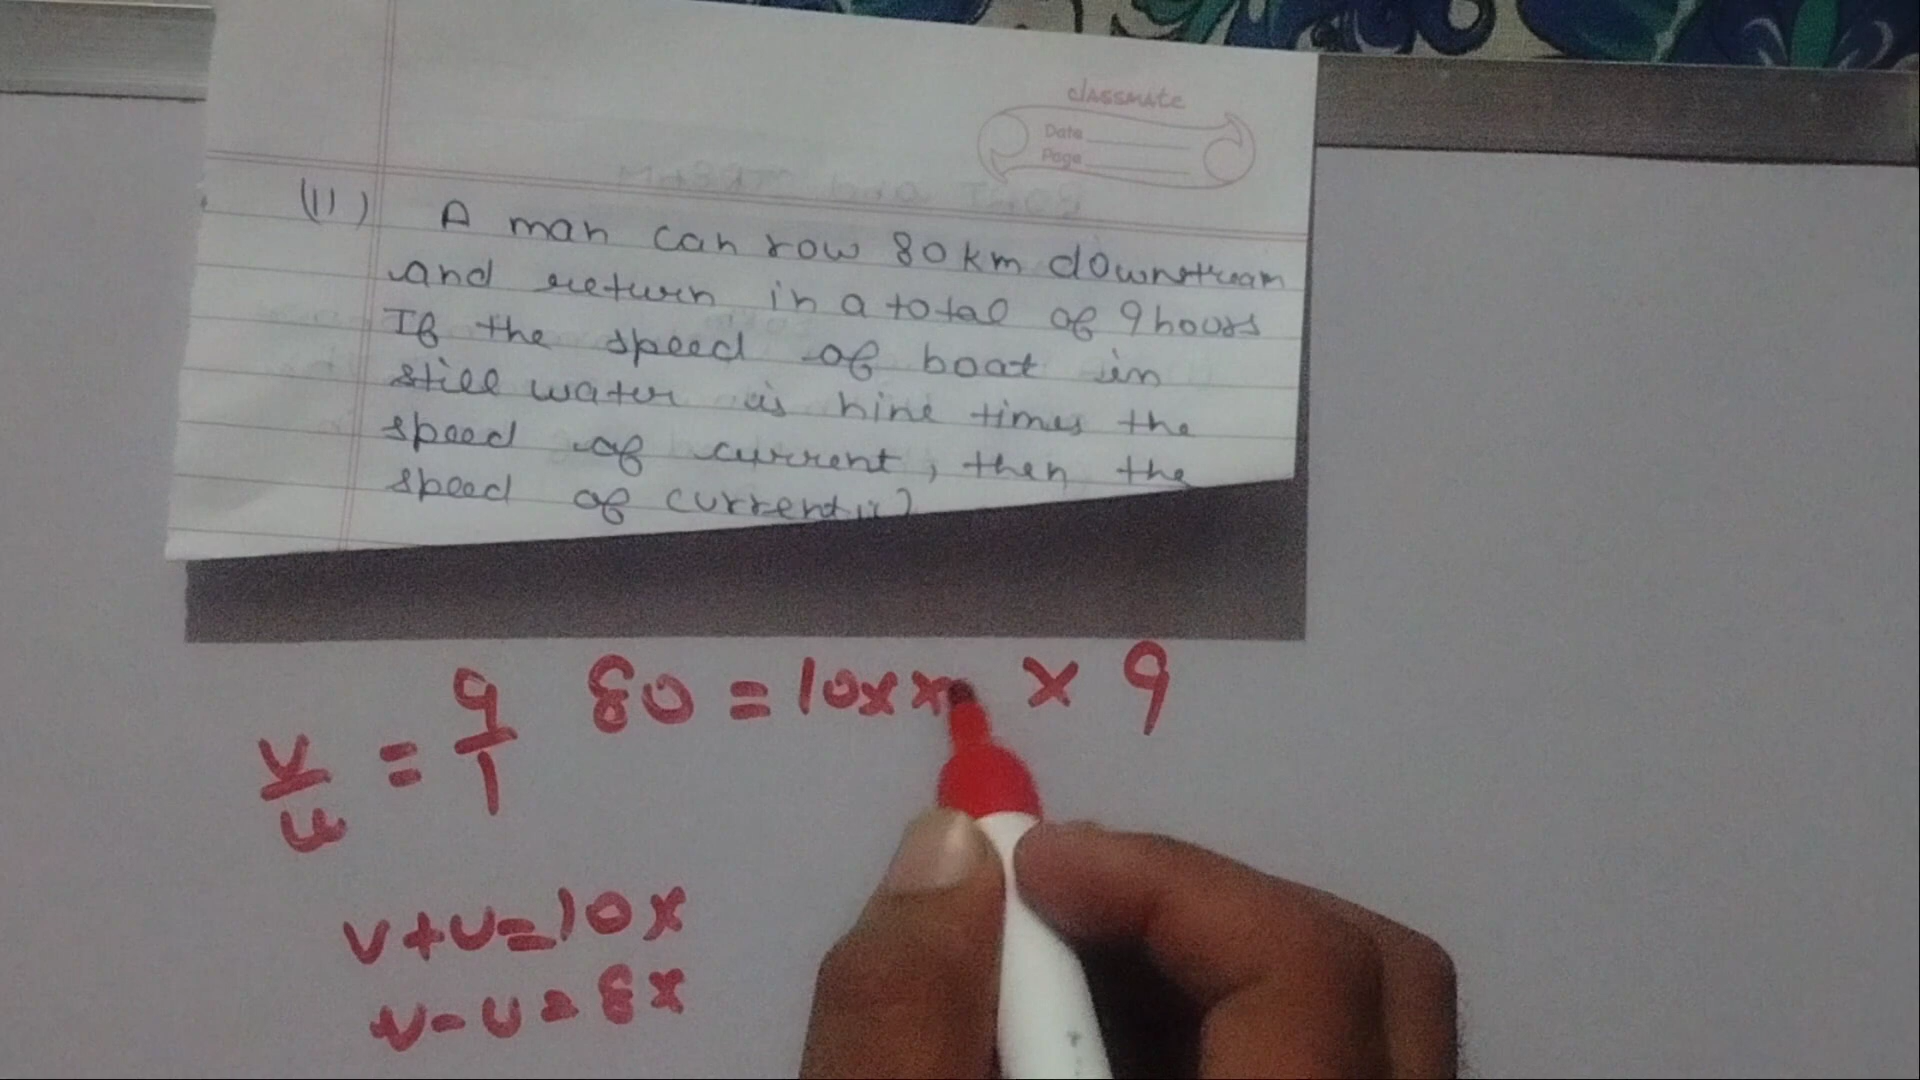 classmate
Date
Page
(11) A man can row 80 km downstream
and return in a total of 9 hours
If the speed of boat in
still water is nine times the
speed of current, then the
speed of current is?
v/u = 9/1
80 = 10x × × 9
v+u=10x
v-u=8x